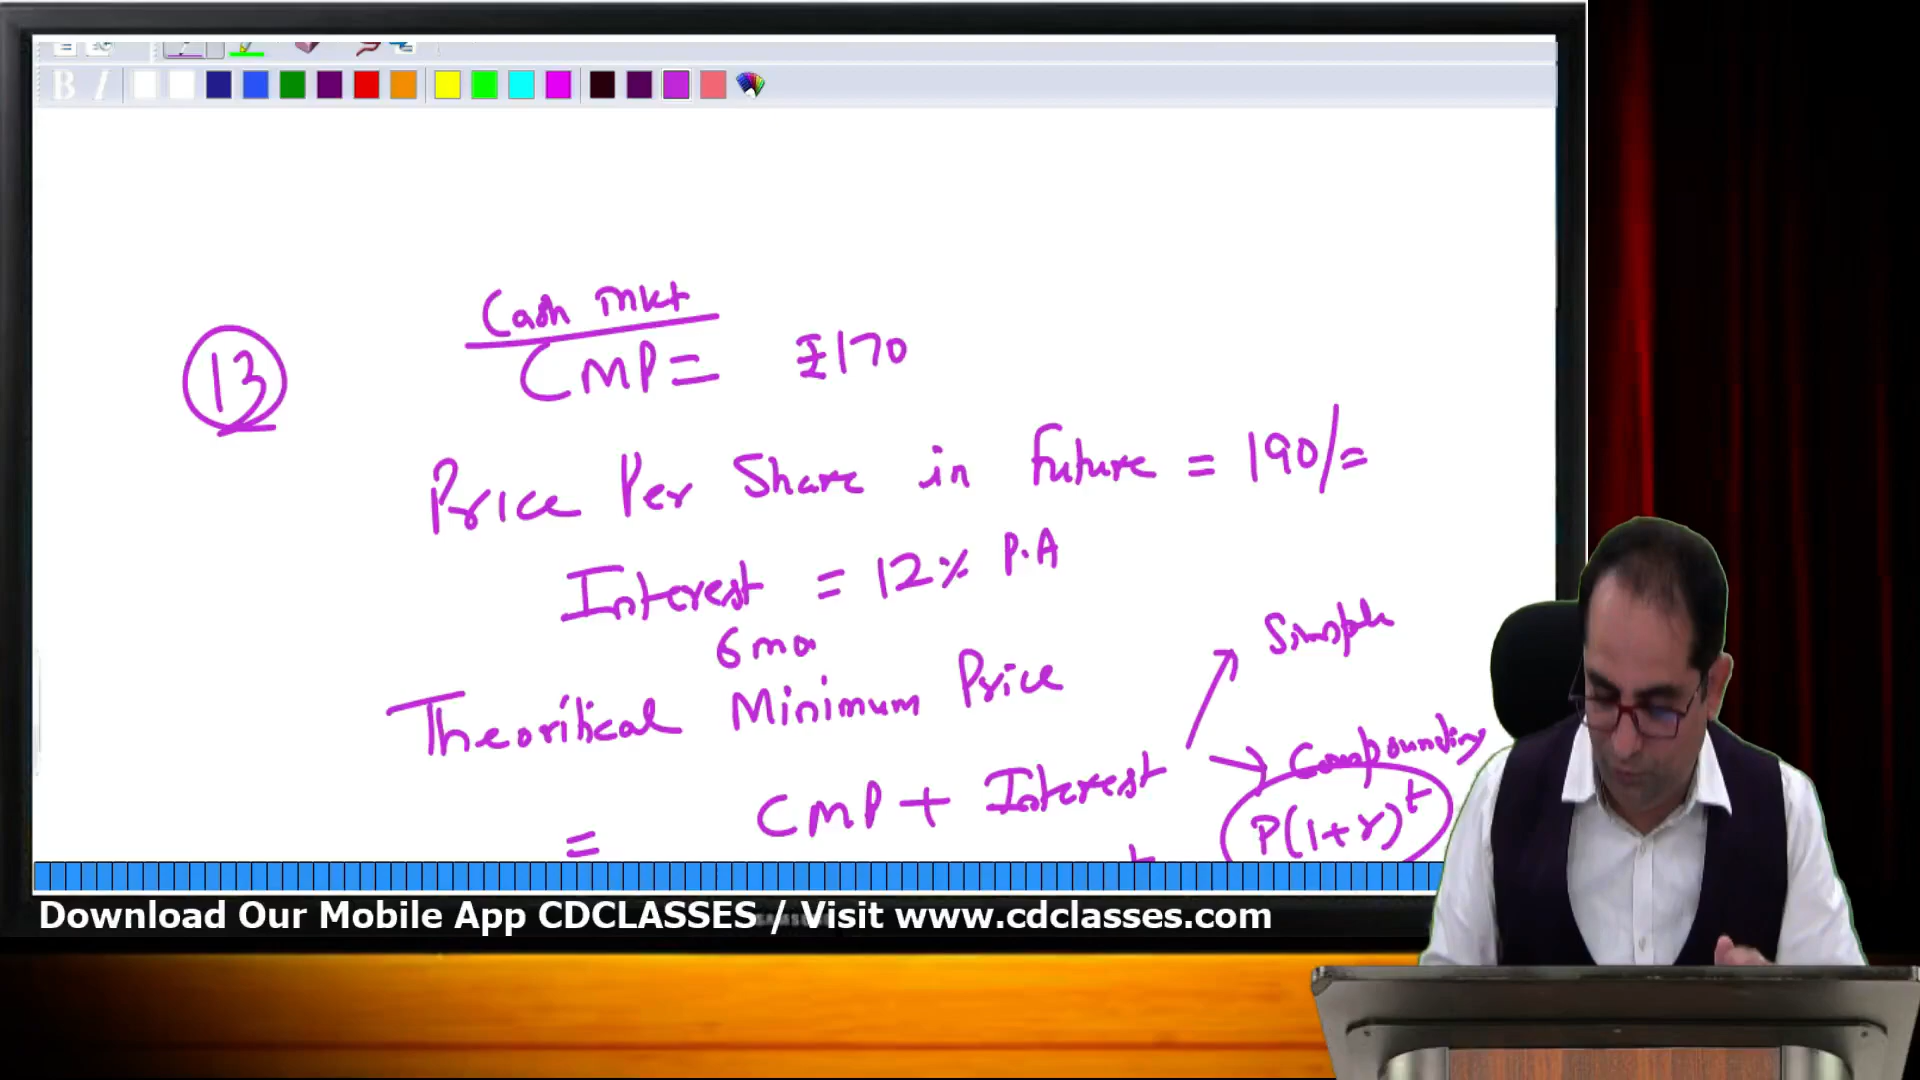 B I
Cash mkt
13
CMP = ₹170
Price Per Share in Future = 190/=
Interest = 12% P.A
6 mo
Simple
Theoritical Minimum Price
Compounding
= CMP + Interest
P(1+r)^t
t
Download Our Mobile App CDCLASSES / Visit www.cdclasses.com